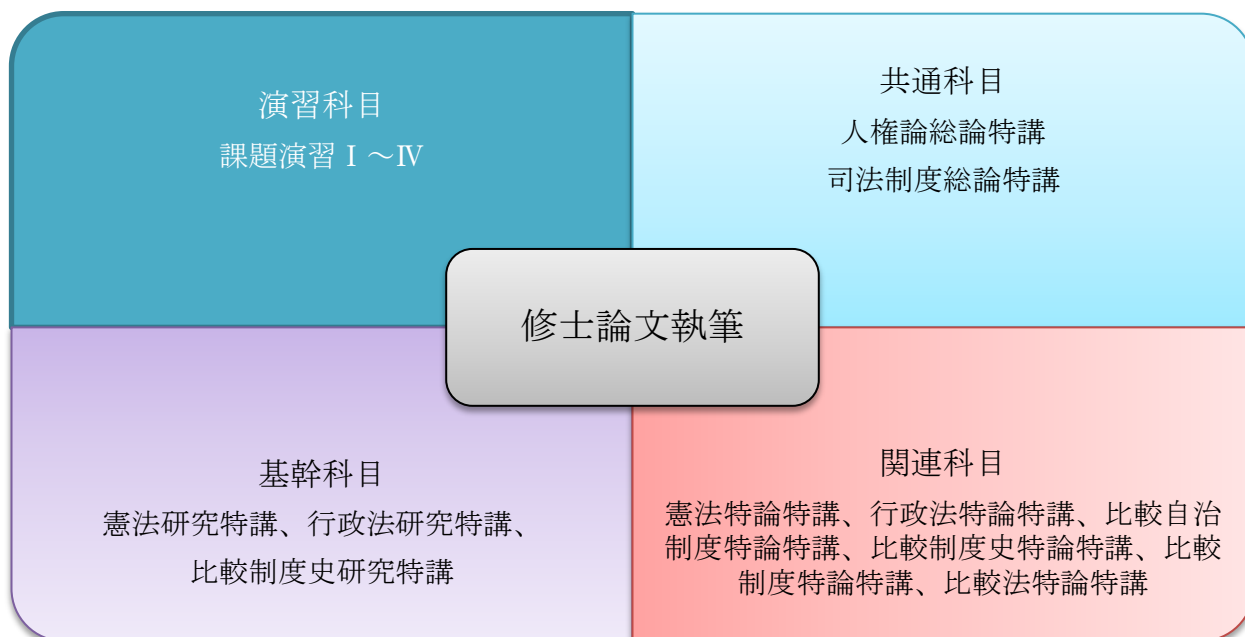 演習科目
課題演習Ⅰ～Ⅳ
共通科目
人権論総論特講
司法制度総論特講
修士論文執筆
基幹科目
憲法研究特講、行政法研究特講、
比較制度史研究特講
関連科目
憲法特論特講、行政法特論特講、比較自治
制度特論特講、比較制度史特論特講、比較
制度特論特講、比較法特論特講